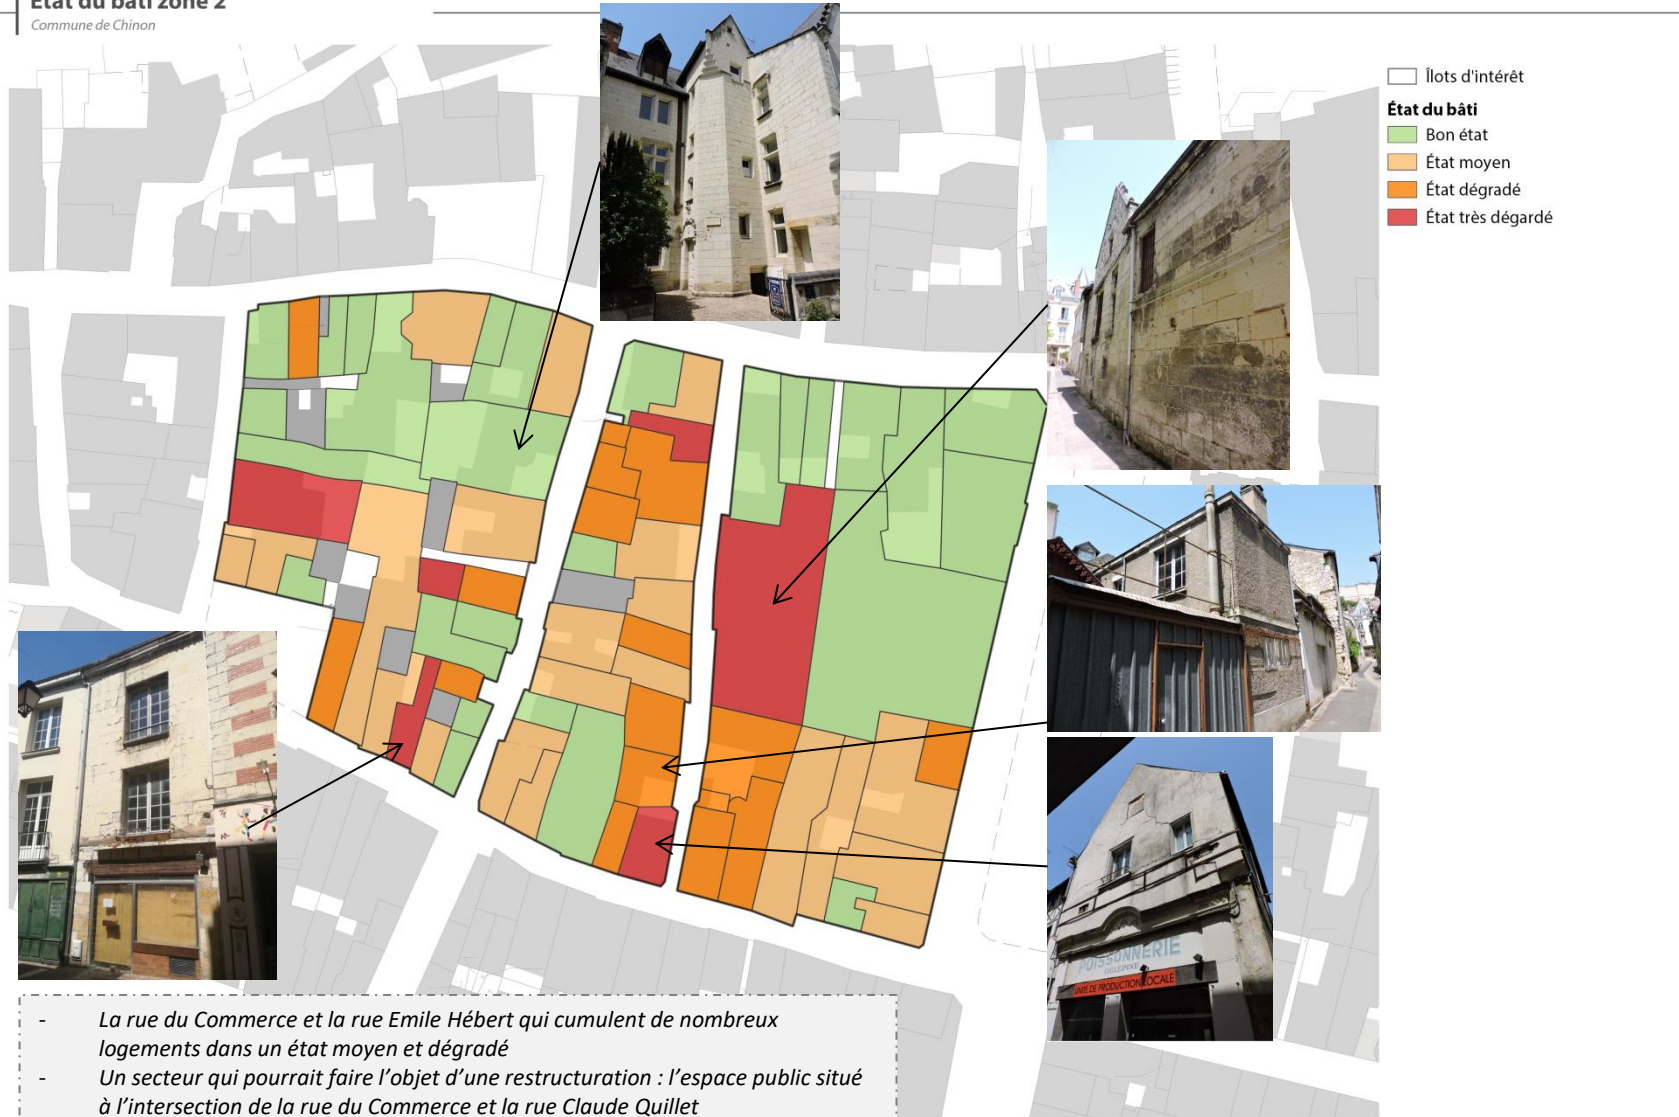 État du bâti zone 2
Commune de Chinon
Îlots d'intérêt
État du bâti
Bon état
État moyen
État dégradé
État très dégardé
POISSONNERIE
DELEPINE
UNITE DE PRODUCTION LOCALE
- La rue du Commerce et la rue Emile Hébert qui cumulent de nombreux
logements dans un état moyen et dégradé
- Un secteur qui pourrait faire l'objet d'une restructuration : l'espace public situé
à l'intersection de la rue du Commerce et la rue Claude Quillet